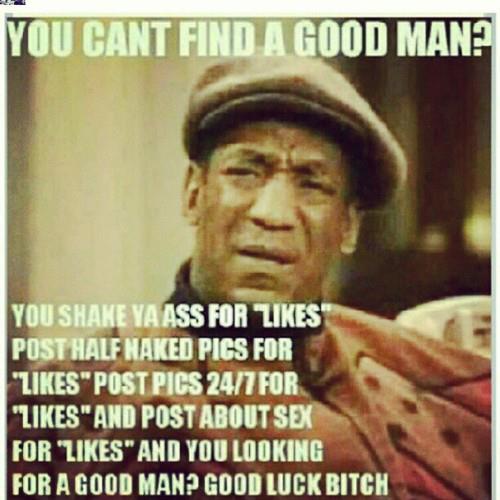 YOU CANT FIND A GOOD MAN?
YOU SHAKE YA ASS FOR "LIKES"
POST HALF NAKED PICS FOR
"LIKES" POST PICS 24/7 FOR
"LIKES" AND POST ABOUT SEX
FOR "LIKES" AND YOU LOOKING
FOR A GOOD MAN? GOOD LUCK BITCH